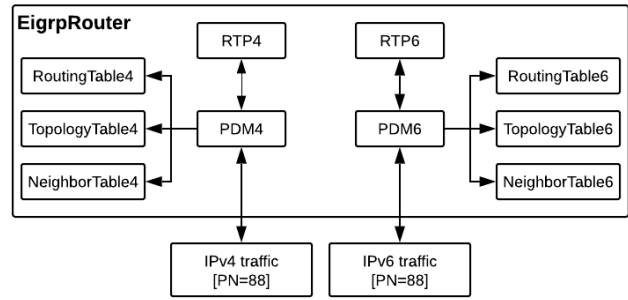 EigrpRouter
RTP4
RTP6
RoutingTable4
RoutingTable6
TopologyTable4
PDM4
PDM6
TopologyTable6
NeighborTable4
NeighborTable6
IPv4 traffic
[PN=88]
IPv6 traffic
[PN=88]